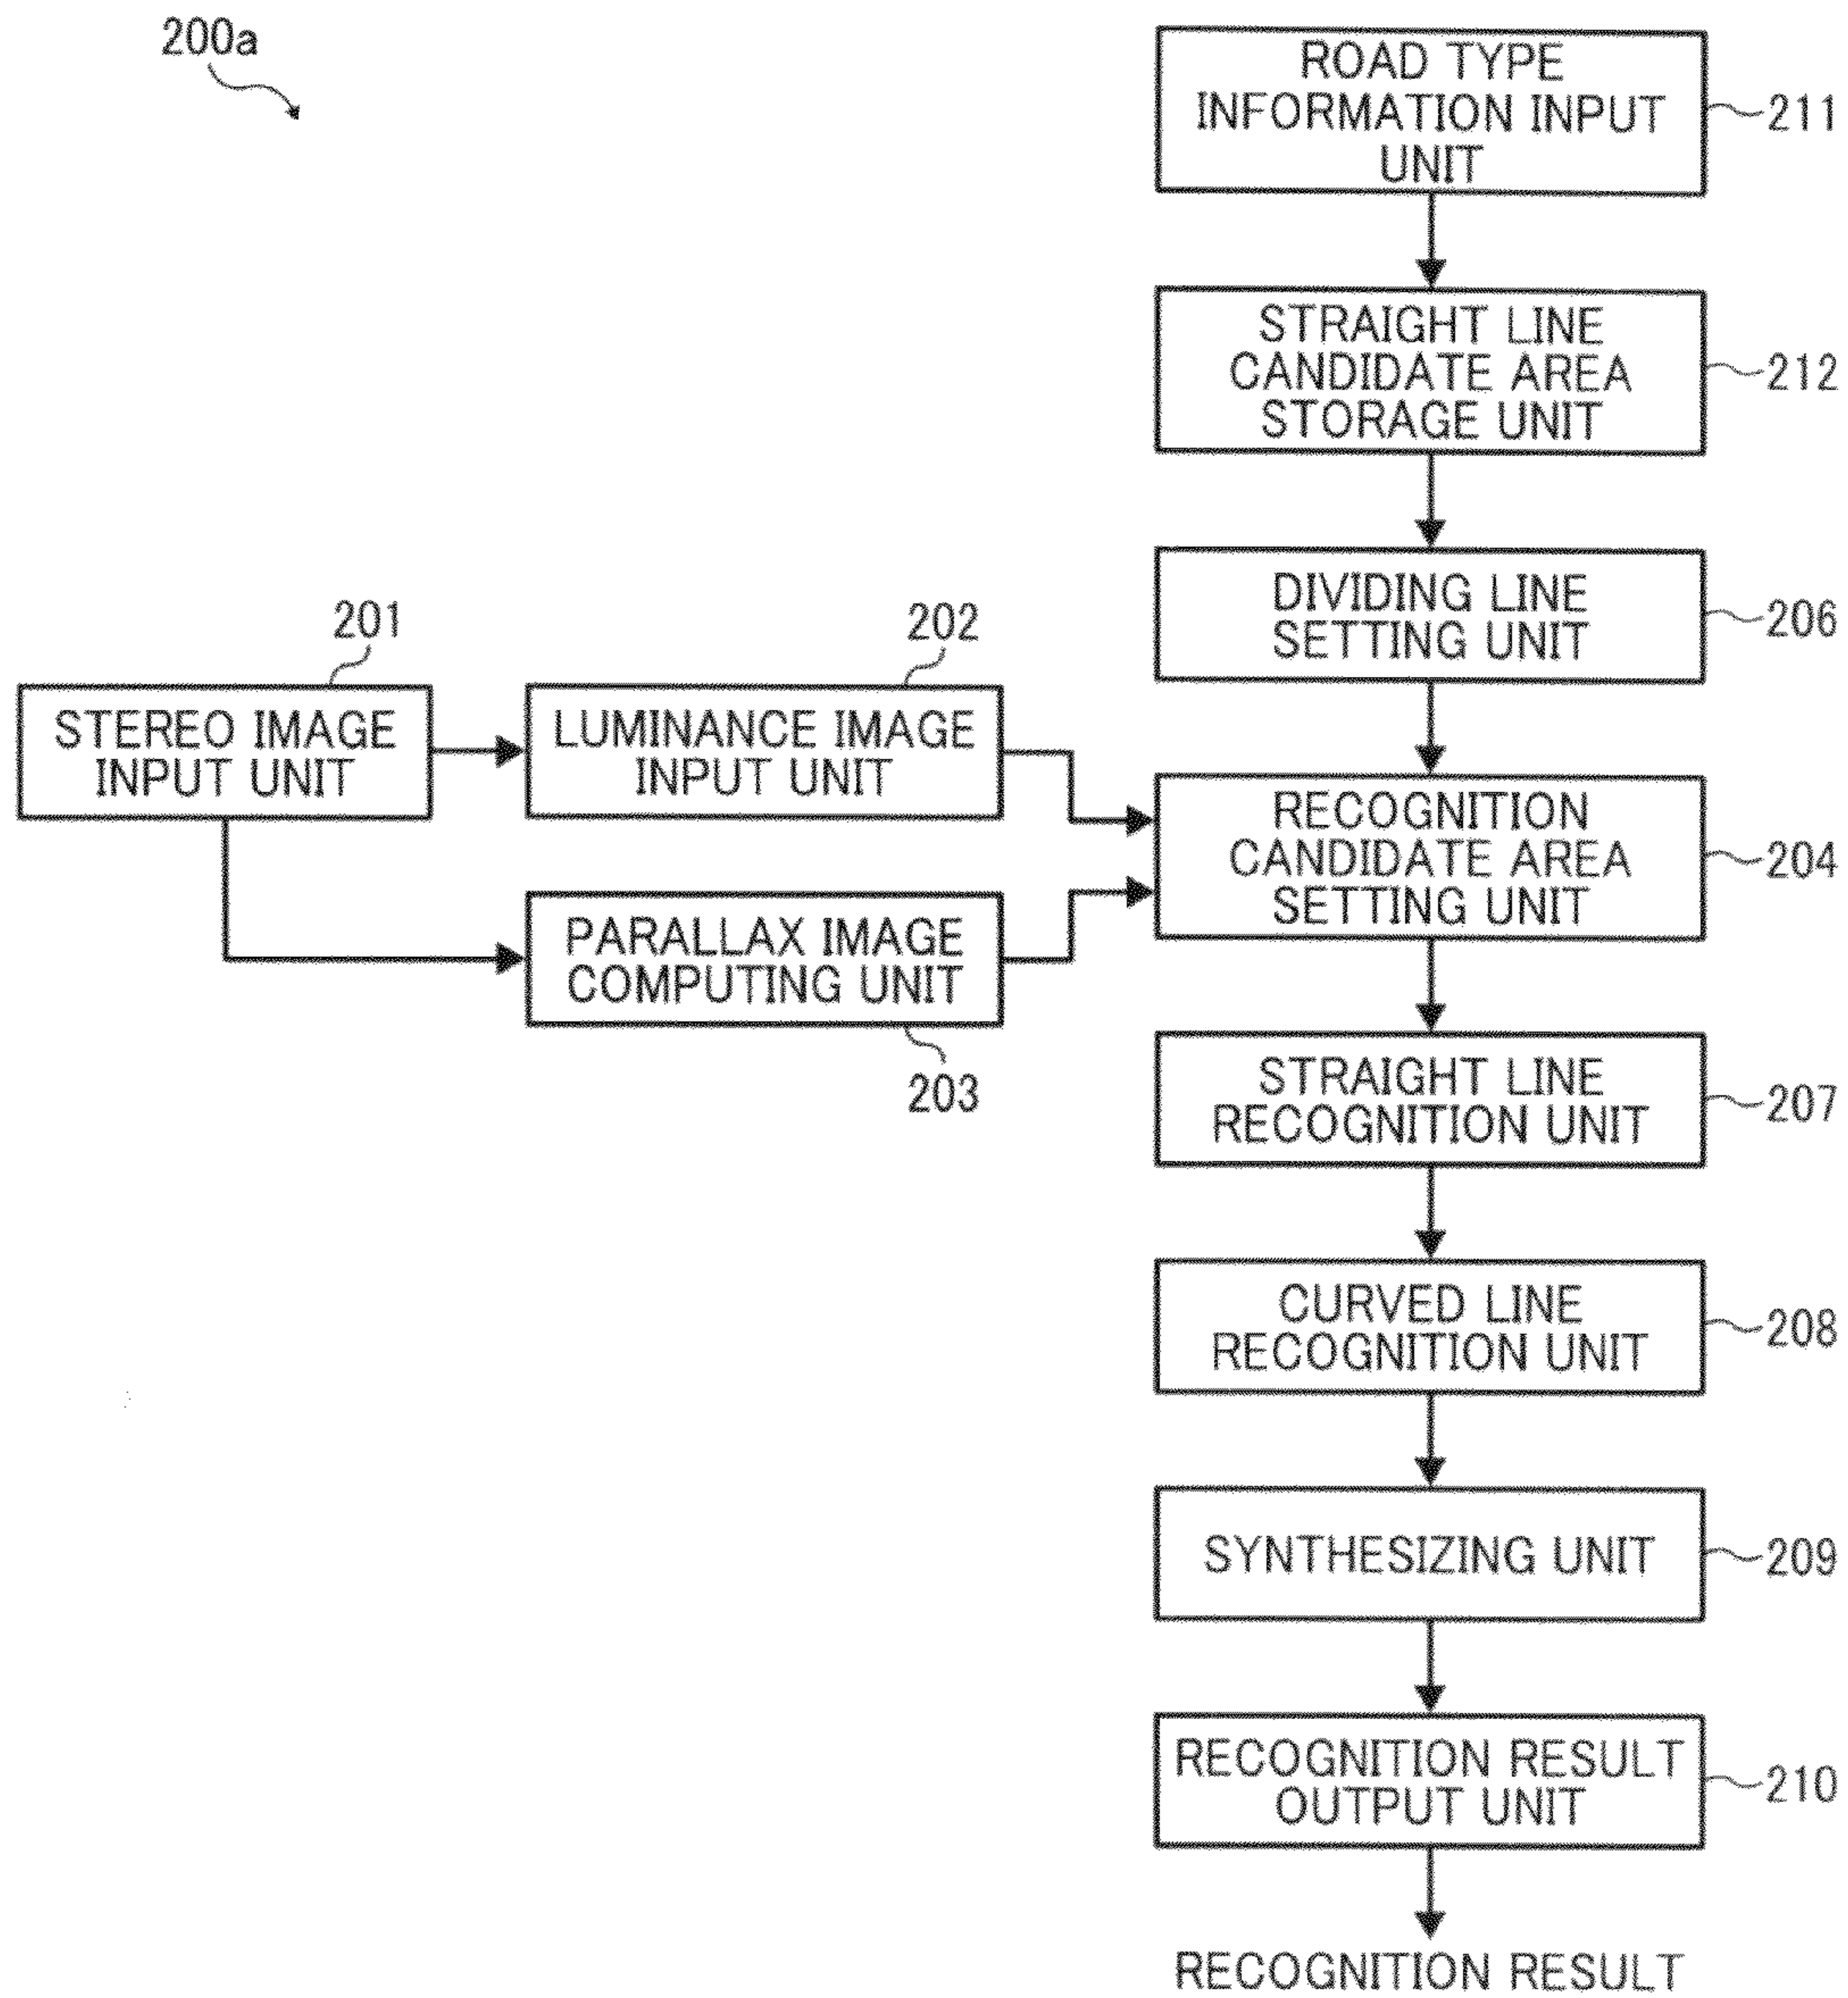 200a
ROAD TYPE
INFORMATION INPUT
UNIT
211
STRAIGHT LINE
CANDIDATE AREA
STORAGE UNIT
212
DIVIDING LINE
SETTING UNIT
206
201
STEREO IMAGE
INPUT UNIT
202
LUMINANCE IMAGE
INPUT UNIT
RECOGNITION
CANDIDATE AREA
SETTING UNIT
204
PARALLAX IMAGE
COMPUTING UNIT
203
STRAIGHT LINE
RECOGNITION UNIT
207
CURVED LINE
RECOGNITION UNIT
208
SYNTHESIZING UNIT
209
RECOGNITION RESULT
OUTPUT UNIT
210
RECOGNITION RESULT